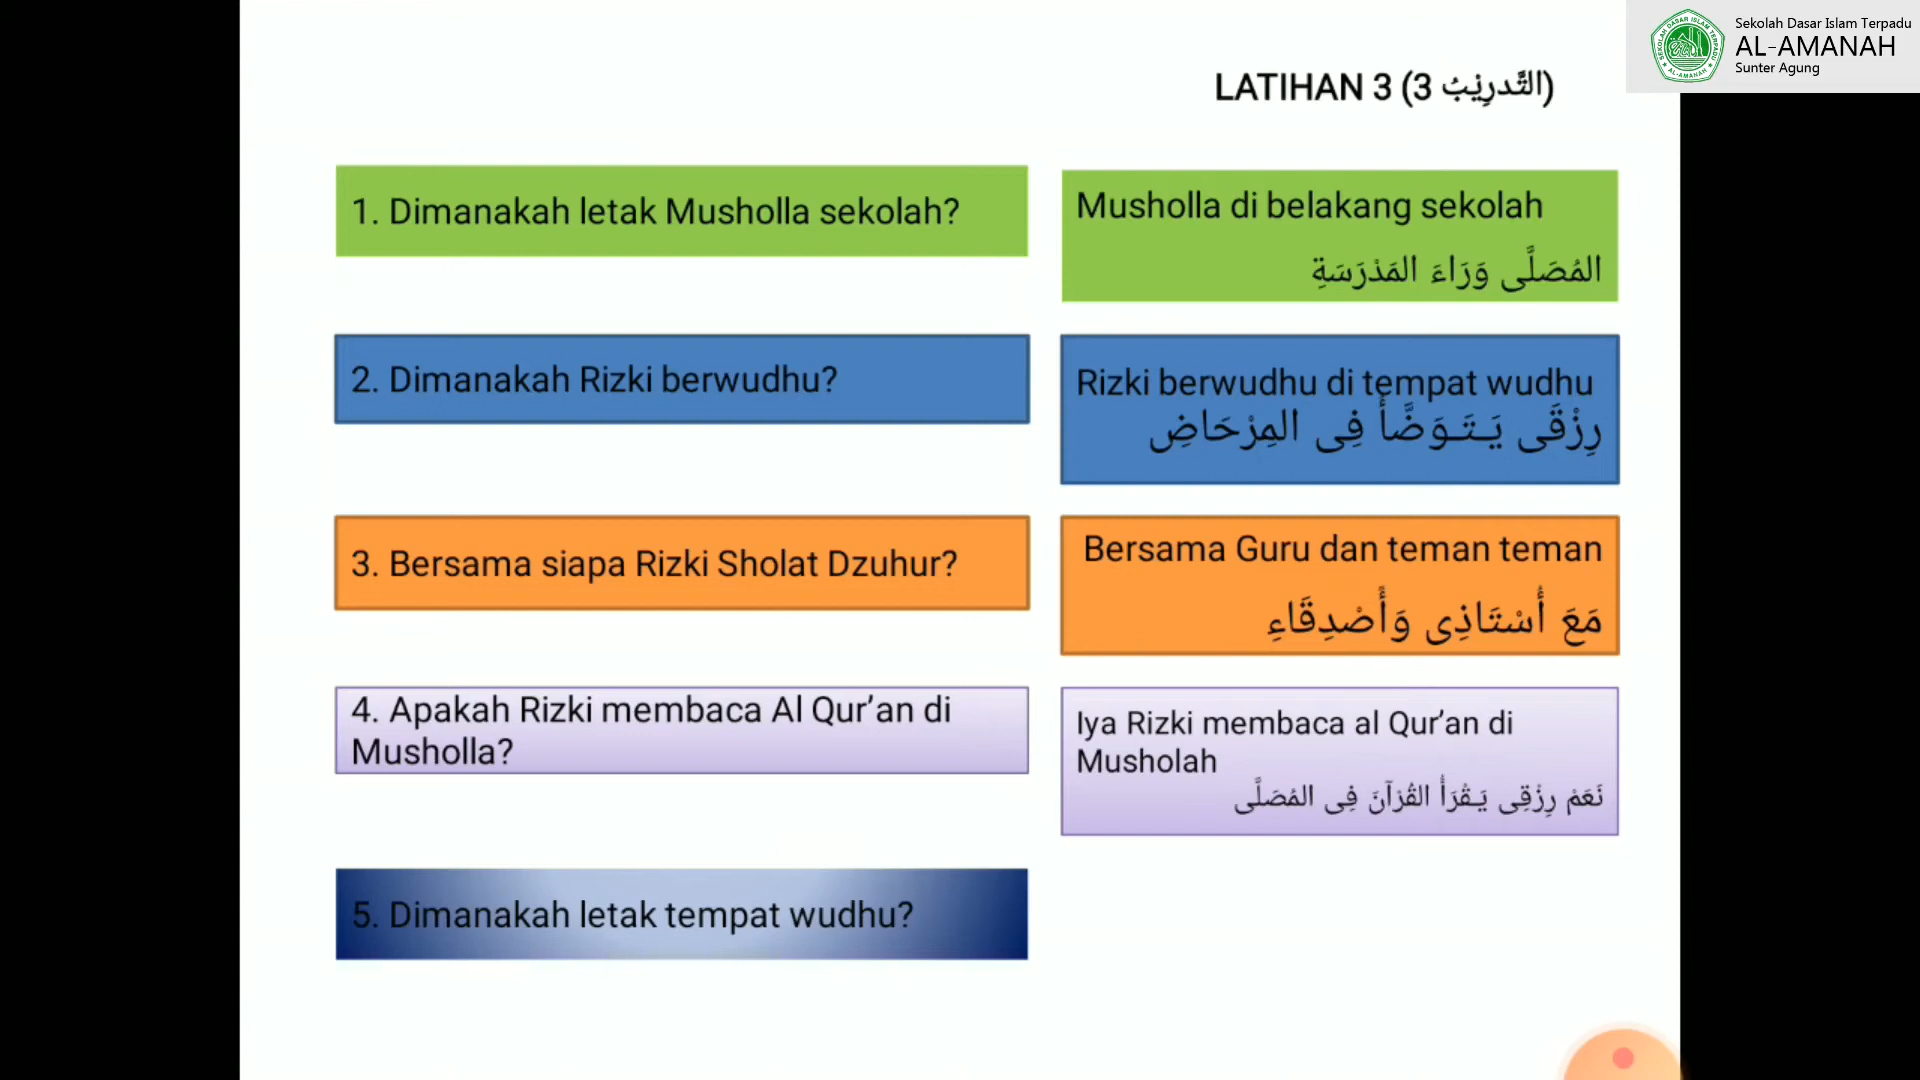 Sekolah Dasar Islam Terpadu
AL-AMANAH
Sunter Agung
LATIHAN 3 (3 التَّدرِيْبُ)
1. Dimanakah letak Musholla sekolah?
Musholla di belakang sekolah
المُصَلَّى وَرَاءَ المَدْرَسَةِ
2. Dimanakah Rizki berwudhu?
Rizki berwudhu di tempat wudhu
رِزْقَى يَـتَـوَضَّأُ فِى المِرْحَاضِ
3. Bersama siapa Rizki Sholat Dzuhur?
Bersama Guru dan teman teman
مَعَ أُسْتَاذِى وَأَصْدِقَاءِ
4. Apakah Rizki membaca Al Qur’an di
Musholla?
Iya Rizki membaca al Qur’an di
Musholah
نَعَمْ رِزْقِى يَـقْرَأُ القُرْآنَ فِى المُصَلَّى
5. Dimanakah letak tempat wudhu?